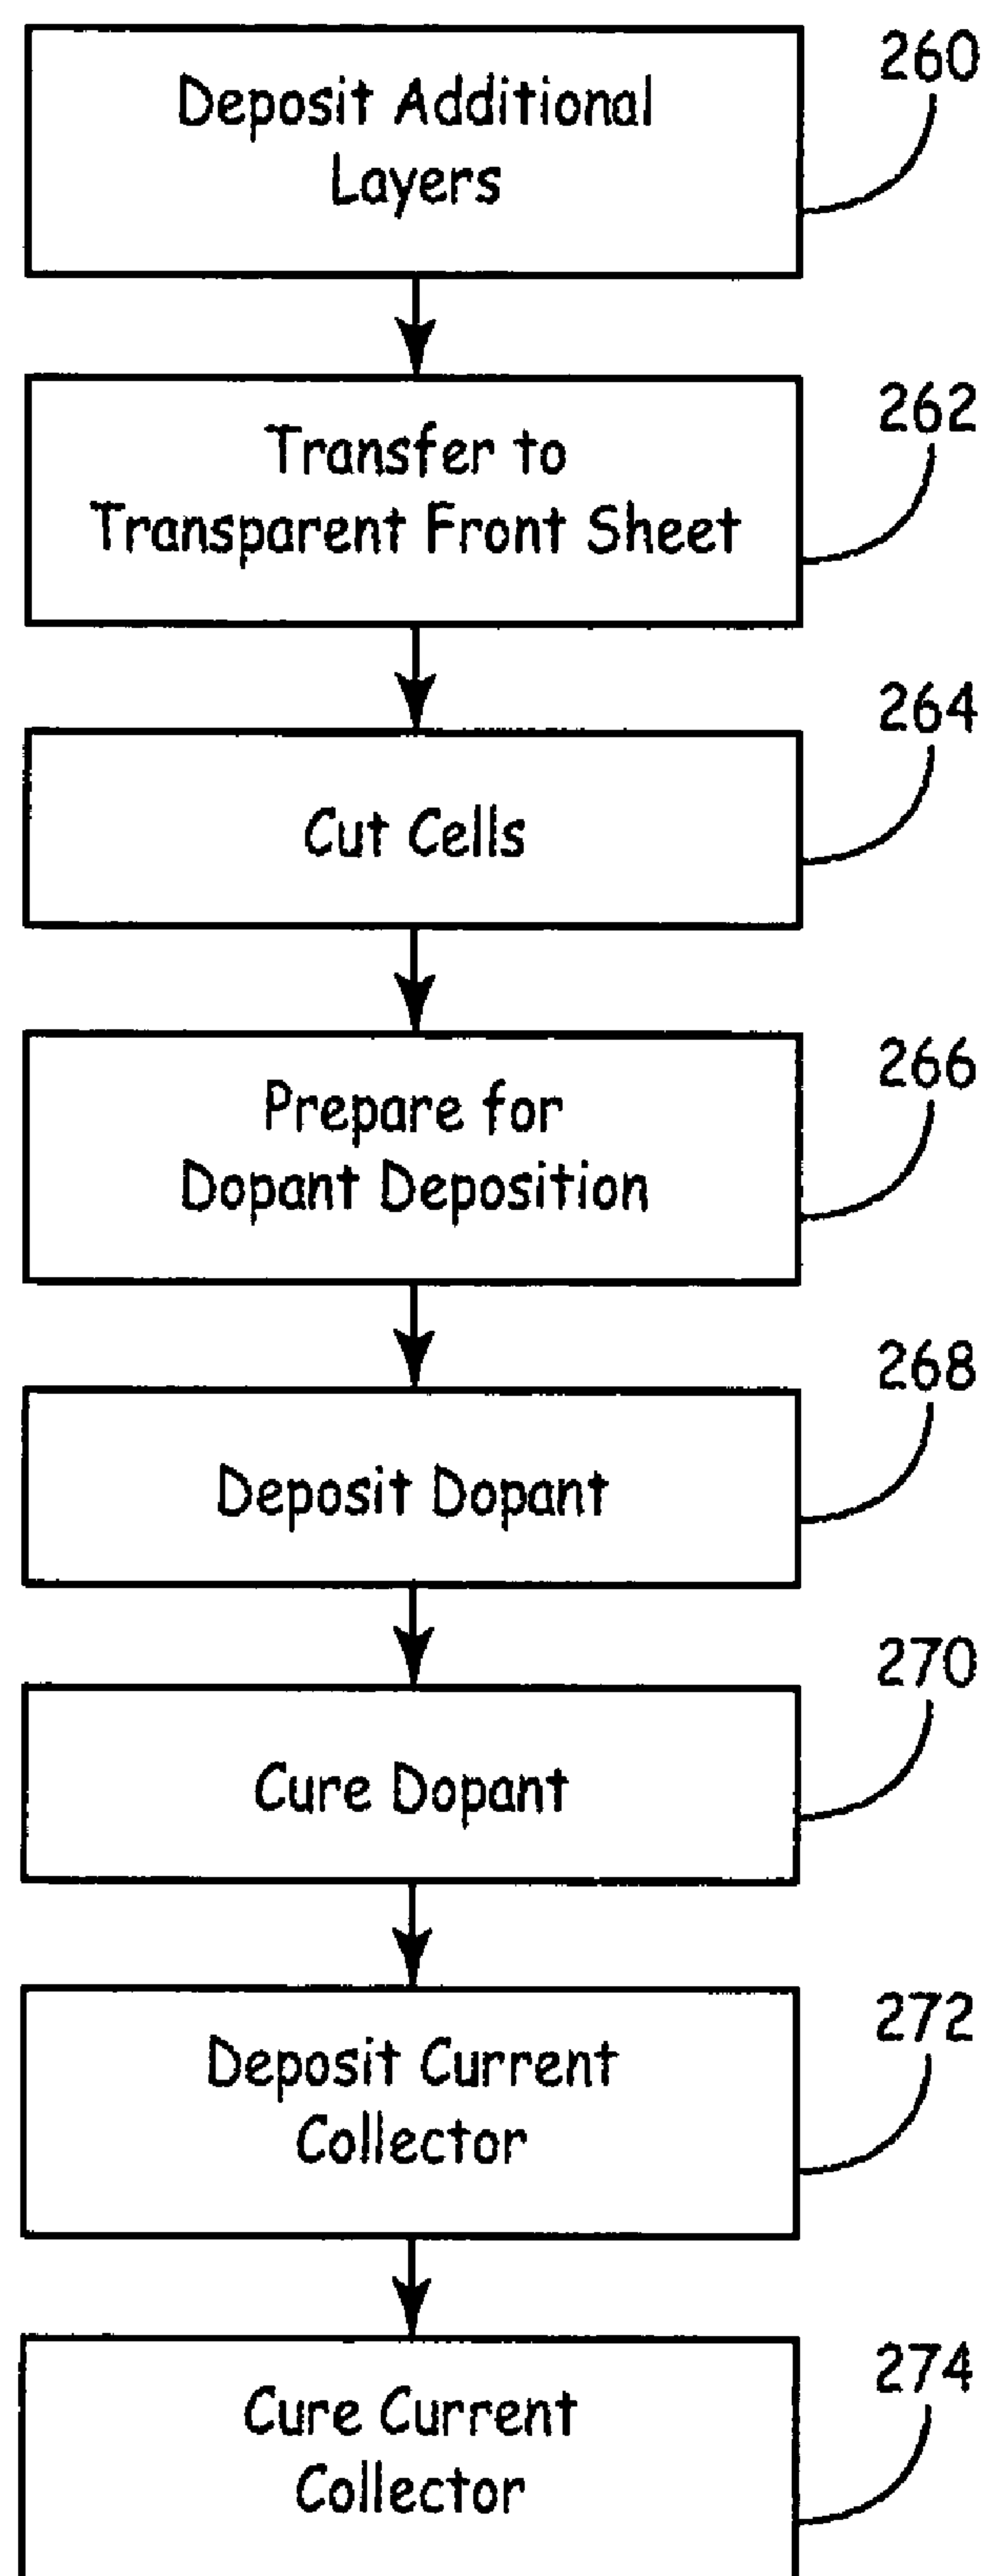 Deposit Additional
Layers
260
Transfer to
Transparent Front Sheet
262
Cut Cells
264
Prepare for
Dopant Deposition
266
Deposit Dopant
268
Cure Dopant
270
Deposit Current
Collector
272
Cure Current
Collector
274